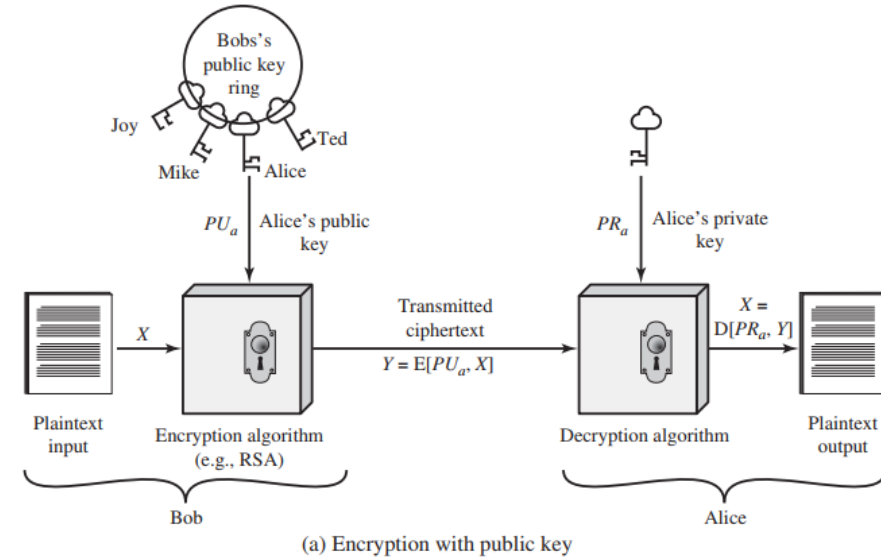 Bobs's
public key
ring
Joy
Mike
Alice
Ted
PUₐ
Alice's public
key
PRₐ
Alice's private
key
X
Transmitted
ciphertext
Y = E[PUₐ, X]
X =
D[PRₐ, Y]
Plaintext
input
Encryption algorithm
(e.g., RSA)
Decryption algorithm
Plaintext
output
Bob
Alice
(a) Encryption with public key